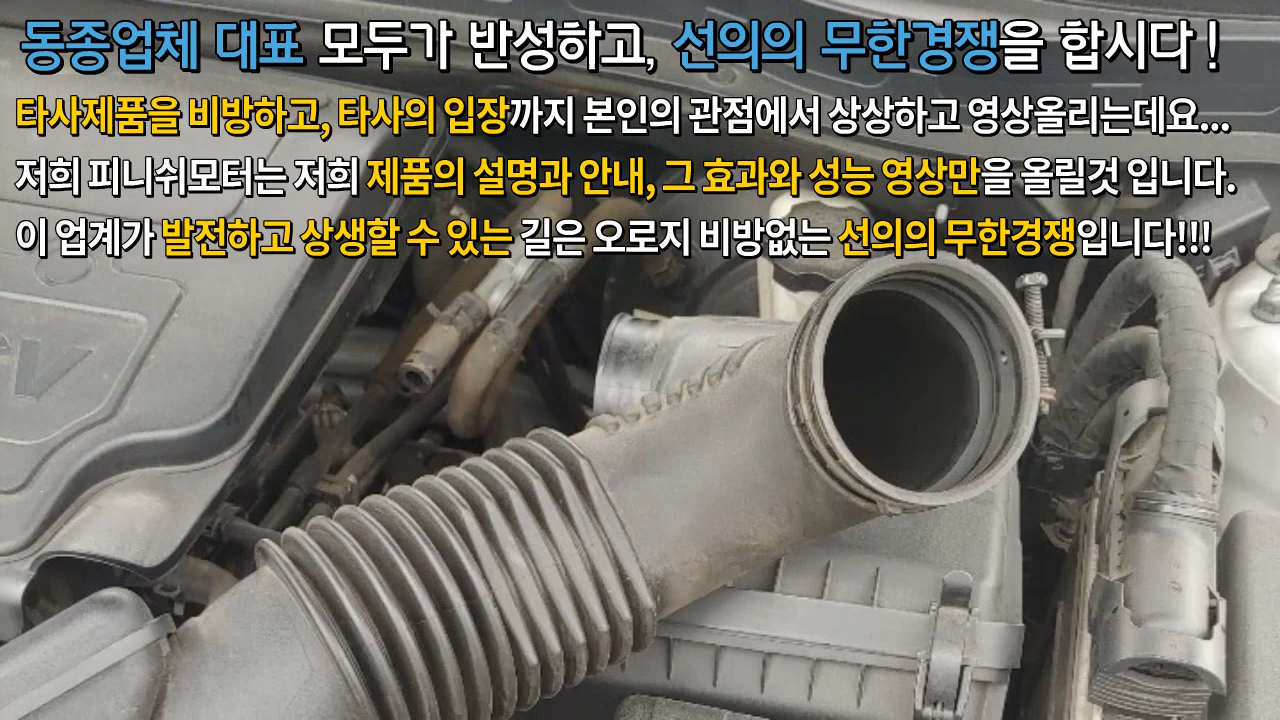 동종업체 대표 모두가 반성하고, 선의의 무한경쟁을 합시다 !
타사제품을 비방하고, 타사의 입장까지 본인의 관점에서 상상하고 영상올리는데요...
저희 피니쉬모터는 저희 제품의 설명과 안내, 그 효과와 성능 영상만을 올릴것 입니다.
이 업계가 발전하고 상생할 수 있는 길은 오로지 비방없는 선의의 무한경쟁입니다!!!
V